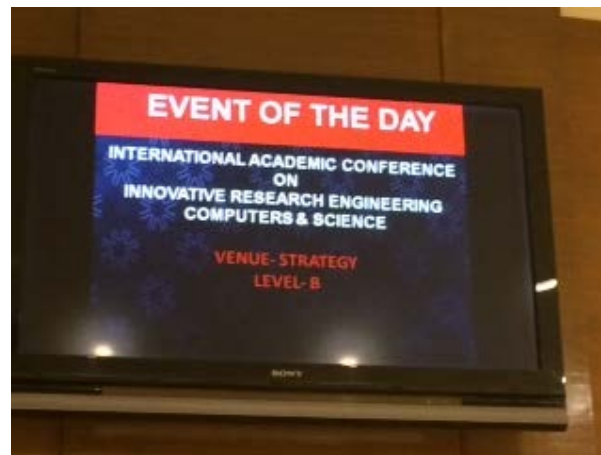 EVENT OF THE DAY
INTERNATIONAL ACADEMIC CONFERENCE
ON
INNOVATIVE RESEARCH ENGINEERING
COMPUTERS & SCIENCE
VENUE- STRATEGY
LEVEL- B
SONY